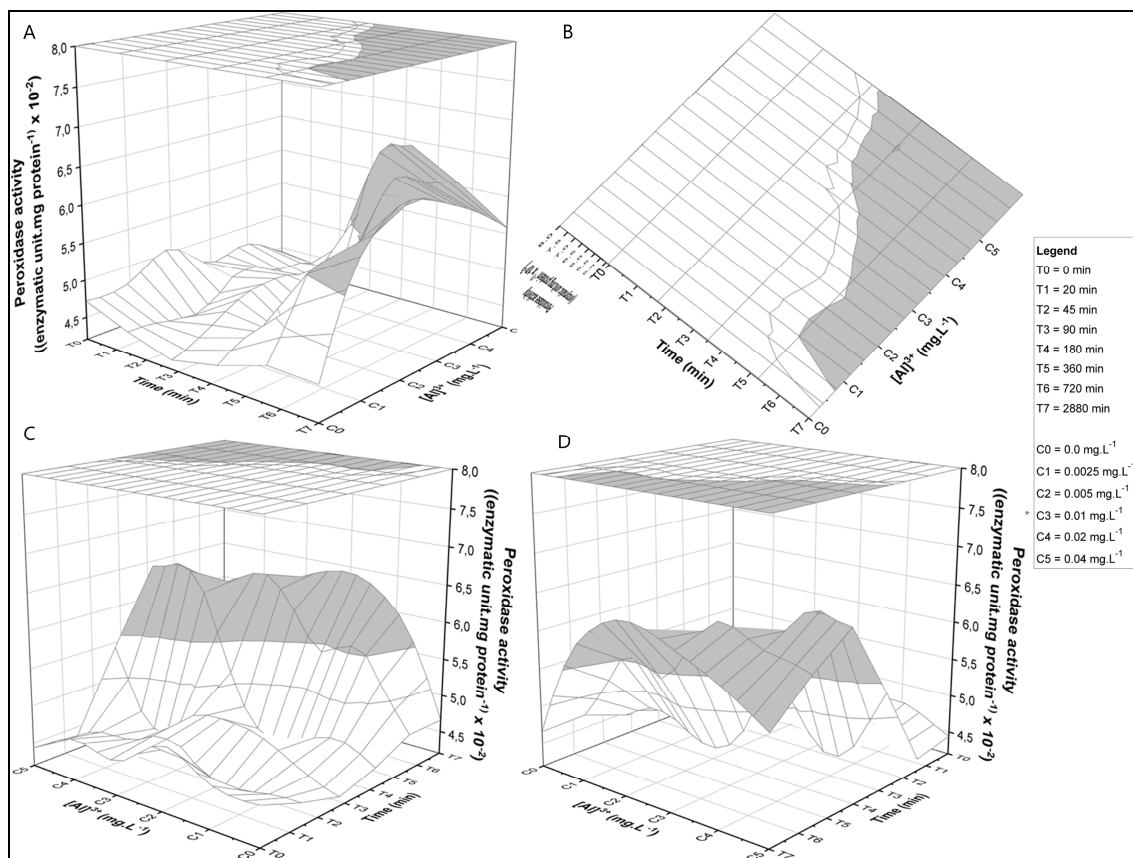 A
8,0
7,5
7,0
6,5
6,0
5,5
5,0
4,5
Peroxidase activity
((enzymatic unit.mg protein⁻¹⁾ x 10⁻²)
T0
T1
T2
T3
T4
T5
T6
T7
Time (min)
C0
C1
C2
C3
C4
C
[Al]³⁺ (mg.L⁻¹)
B
T0
T1
T2
T3
T4
T5
T6
T7
Time (min)
C0
C1
C2
C3
C4
C5
[Al]³⁺ (mg.L⁻¹)
Legend
T0 = 0 min
T1 = 20 min
T2 = 45 min
T3 = 90 min
T4 = 180 min
T5 = 360 min
T6 = 720 min
T7 = 2880 min
C0 = 0.0 mg.L⁻¹
C1 = 0.0025 mg.L⁻¹
C2 = 0.005 mg.L⁻¹
C3 = 0.01 mg.L⁻¹
C4 = 0.02 mg.L⁻¹
C5 = 0.04 mg.L⁻¹
C
8,0
7,5
7,0
6,5
6,0
5,5
5,0
4,5
Peroxidase activity
((enzymatic unit.mg protein⁻¹⁾ x 10⁻²)
C5
C4
C3
C2
C1
C0
[Al]³⁺ (mg.L⁻¹)
T0
T1
T2
T3
T4
T5
T6
T7
Time (min)
D
8,0
7,5
7,0
6,5
6,0
5,5
5,0
4,5
Peroxidase activity
((enzymatic unit.mg protein⁻¹⁾ x 10⁻²)
C0
C1
C2
C3
C4
C5
[Al]³⁺ (mg.L⁻¹)
T7
T6
T5
T4
T3
T2
T1
T0
Time (min)